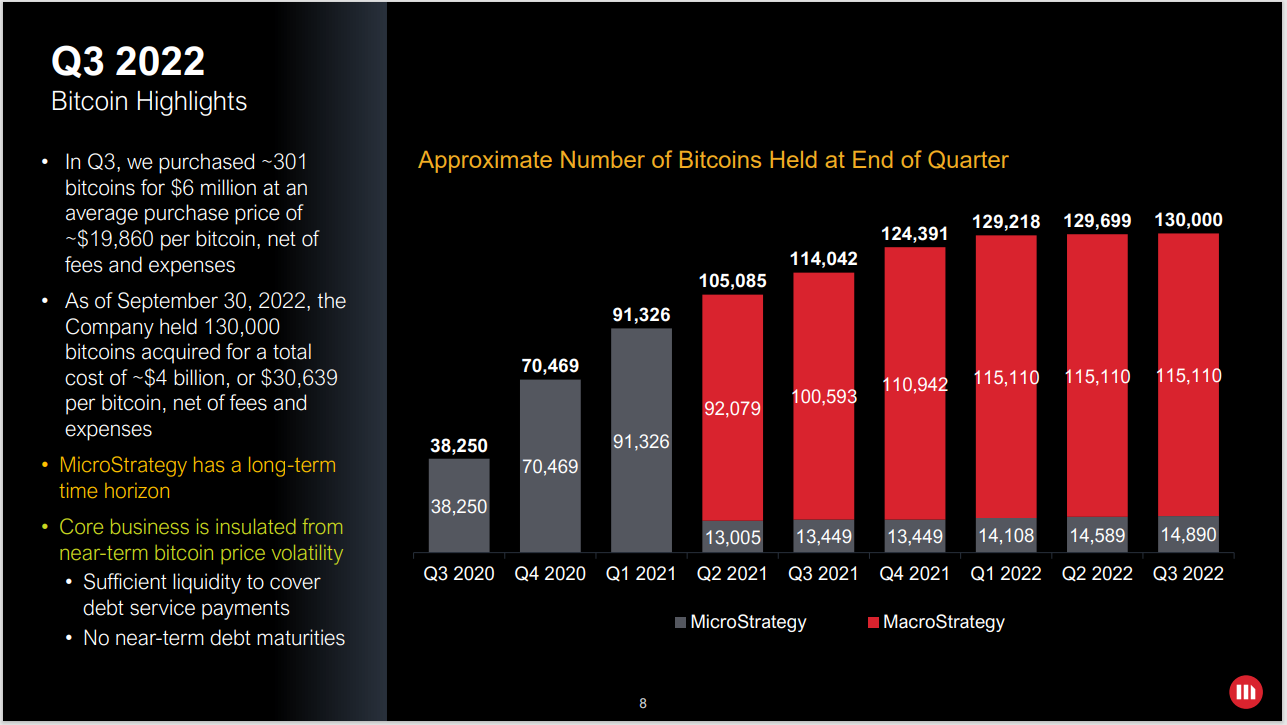 Q3 2022
Bitcoin Highlights
• In Q3, we purchased ~301
bitcoins for $6 million at an
average purchase price of
~$19,860 per bitcoin, net of
fees and expenses
• As of September 30, 2022, the
Company held 130,000
bitcoins acquired for a total
cost of ~$4 billion, or $30,639
per bitcoin, net of fees and
expenses
• MicroStrategy has a long-term
time horizon
• Core business is insulated from
near-term bitcoin price volatility
• Sufficient liquidity to cover
debt service payments
• No near-term debt maturities
Approximate Number of Bitcoins Held at End of Quarter
38,250 70,469 91,326 105,085 114,042 124,391 129,218 129,699 130,000
92,079 100,593 110,942 115,110 115,110 115,110
38,250 70,469 91,326 13,005 13,449 13,449 14,108 14,589 14,890
Q3 2020 Q4 2020 Q1 2021 Q2 2021 Q3 2021 Q4 2021 Q1 2022 Q2 2022 Q3 2022
MicroStrategy MacroStrategy
8